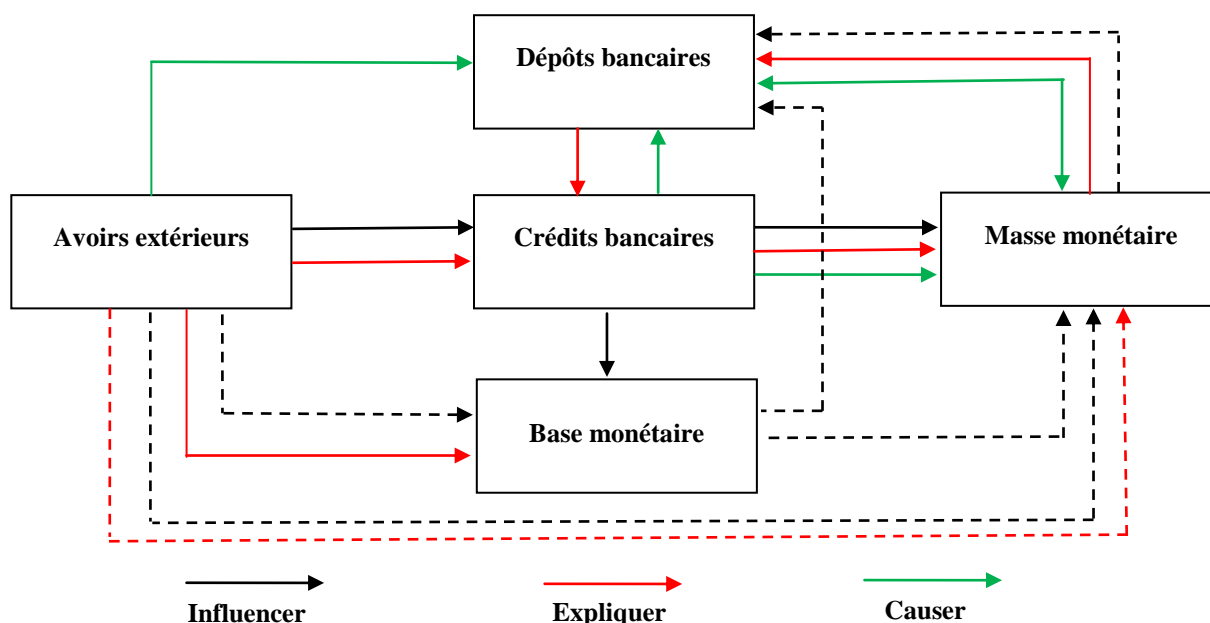 Dépôts bancaires
Avoirs extérieurs
Crédits bancaires
Masse monétaire
Base monétaire
Influencer
Expliquer
Causer